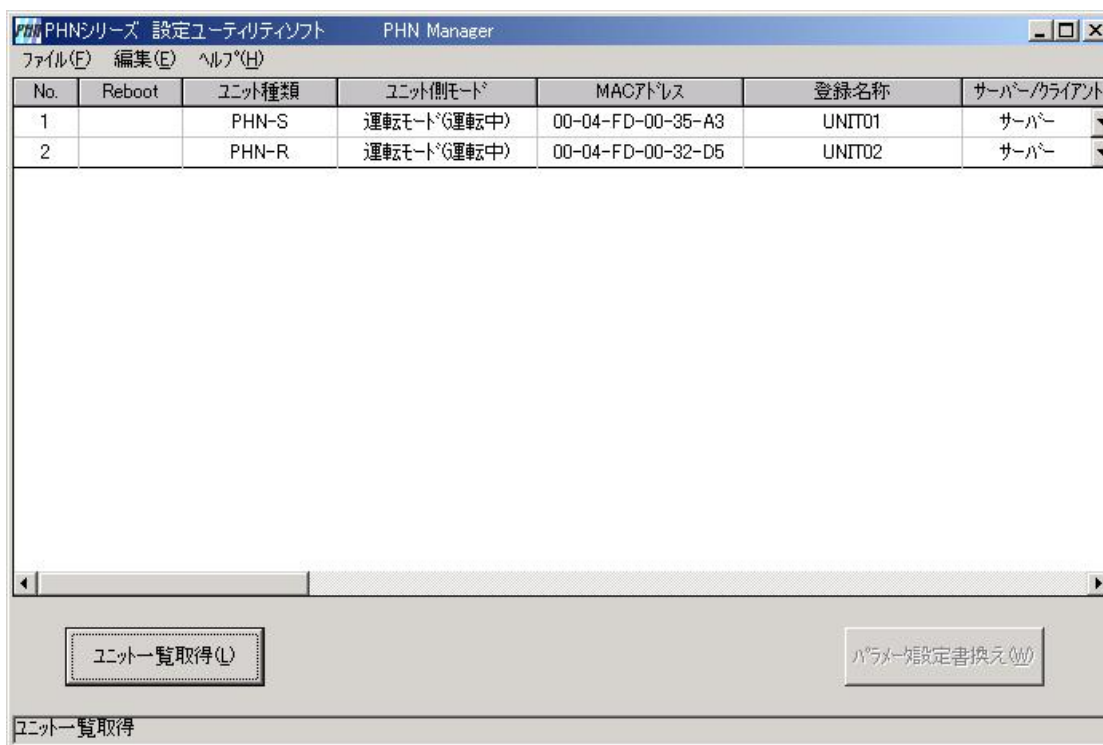 PHN PHNシリーズ 設定ユーティリティソフト PHN Manager
ファイル(F) 編集(E) ﾍﾙﾌﾟ(H)
No. Reboot ﾕﾆｯﾄ種類 ﾕﾆｯﾄ側ﾓｰﾄﾞ MACｱﾄﾞﾚｽ 登録名称 ｻｰﾊﾞｰ/ｸﾗｲｱﾝﾄ
1 PHN-S 運転ﾓｰﾄﾞ(運転中) 00-04-FD-00-35-A3 UNIT01 ｻｰﾊﾞｰ
2 PHN-R 運転ﾓｰﾄﾞ(運転中) 00-04-FD-00-32-D5 UNIT02 ｻｰﾊﾞｰ
ﾕﾆｯﾄ一覧取得(L) ﾊﾟﾗﾒｰﾀ設定書換え(W)
ﾕﾆｯﾄ一覧取得